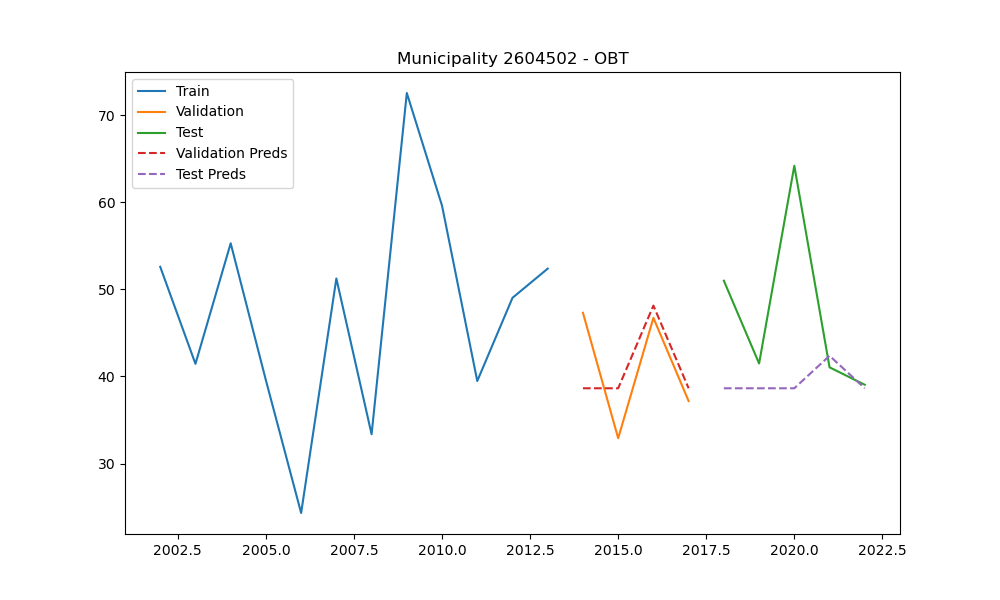 Municipality 2604502 - OBT
Train
Validation
Test
Validation Preds
Test Preds
70
60
50
40
30
2002.5 2005.0 2007.5 2010.0 2012.5 2015.0 2017.5 2020.0 2022.5